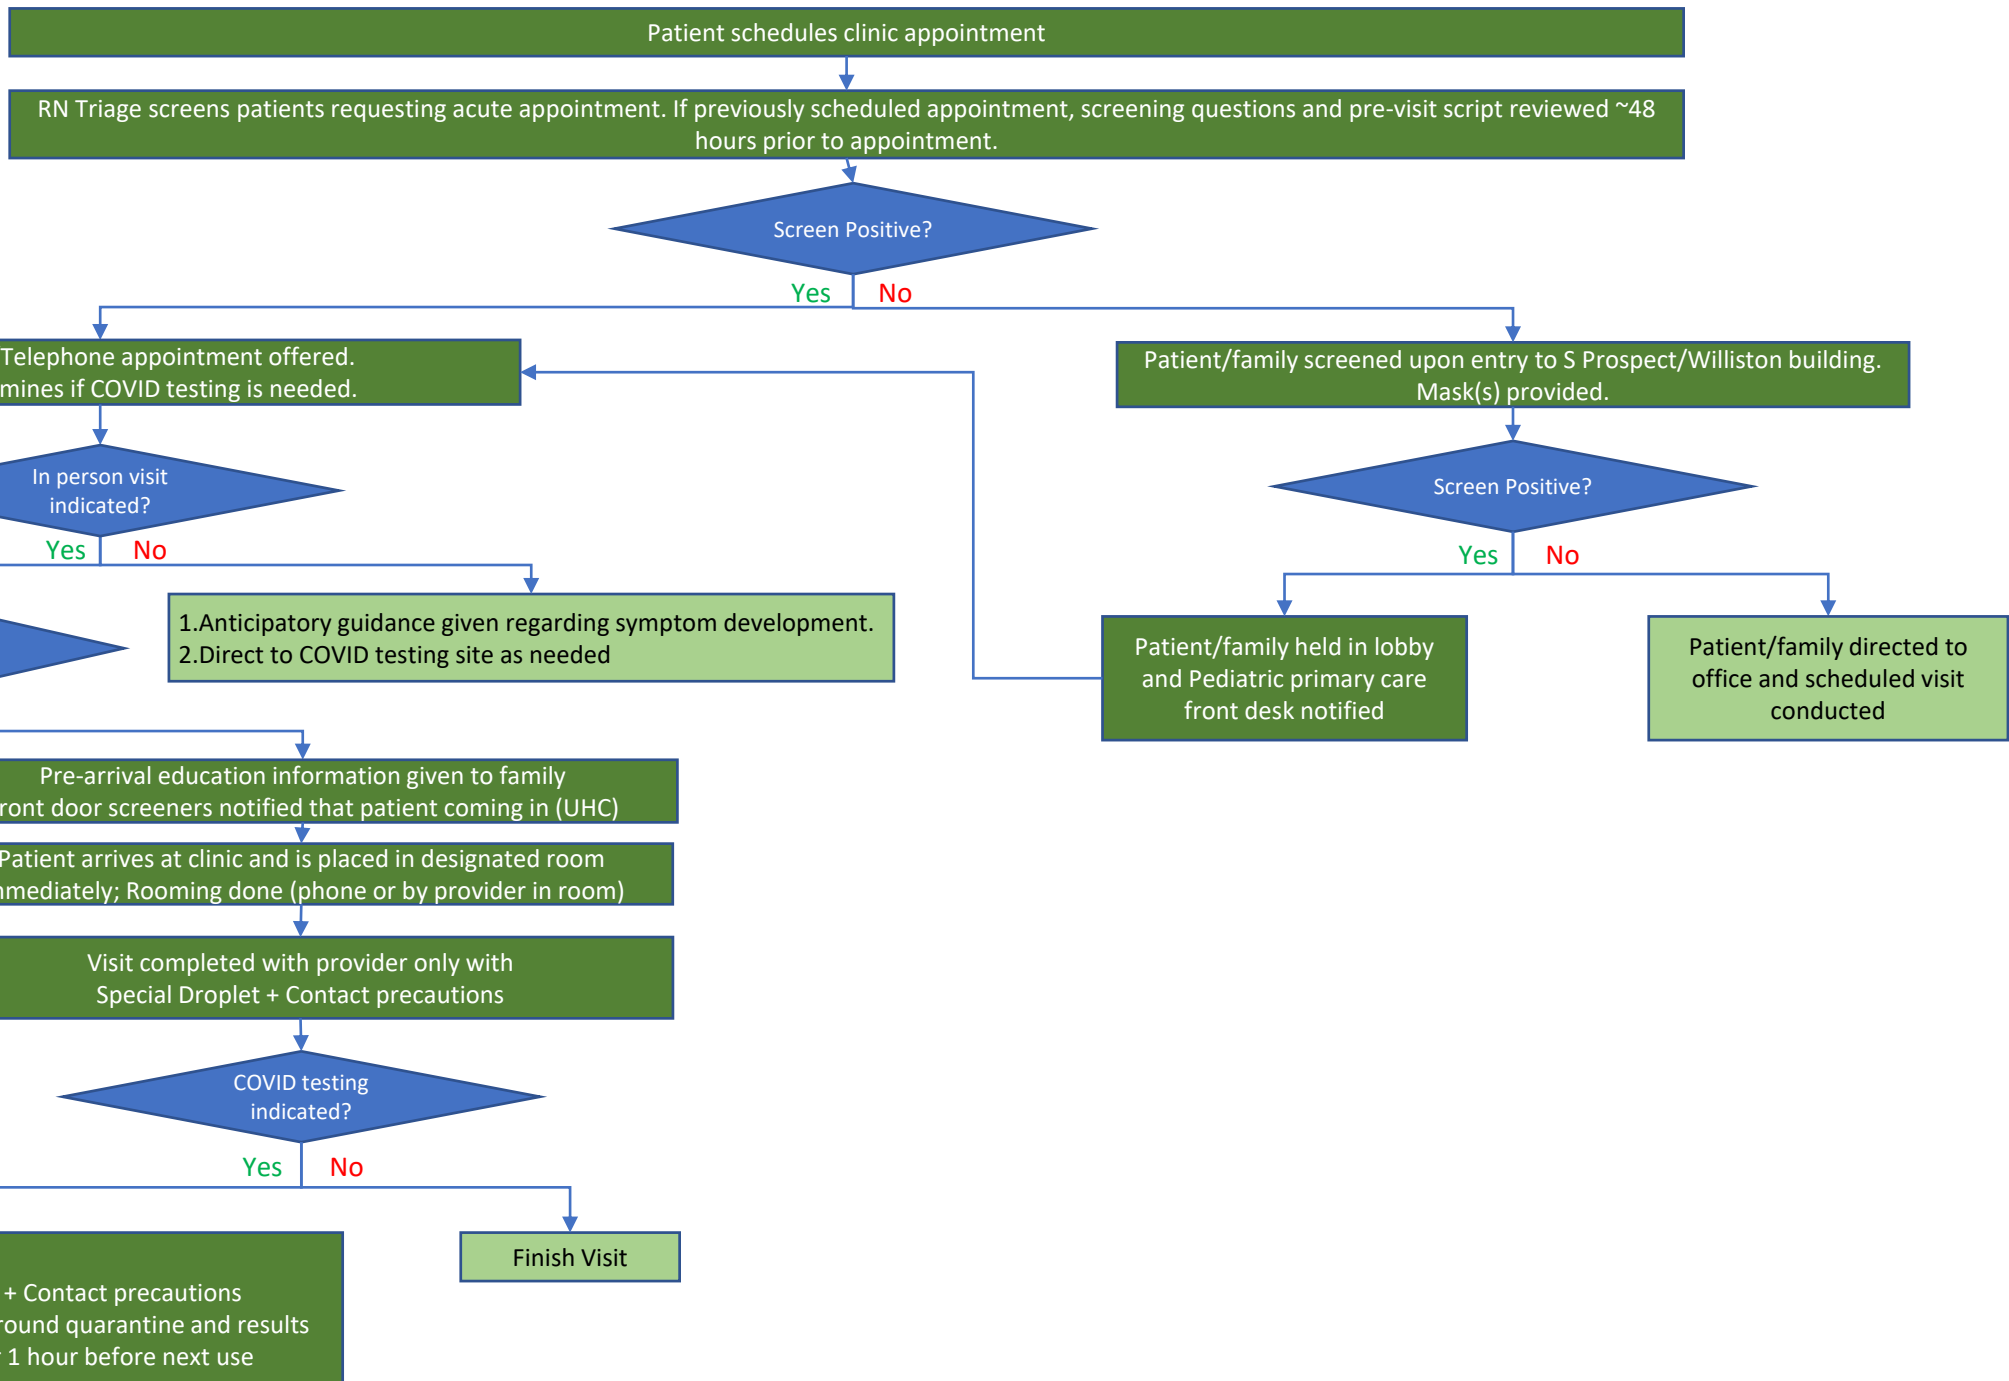 Patient schedules clinic appointment
RN Triage screens patients requesting acute appointment. If previously scheduled appointment, screening questions and pre-visit script reviewed ~48
hours prior to appointment.
Screen Positive?
Yes
No
Telephone appointment offered.
mines if COVID testing is needed.
Patient/family screened upon entry to S Prospect/Williston building.
Mask(s) provided.
In person visit
indicated?
Screen Positive?
Yes
No
Yes
No
1.Anticipatory guidance given regarding symptom development.
2.Direct to COVID testing site as needed
Patient/family held in lobby
and Pediatric primary care
front desk notified
Patient/family directed to
office and scheduled visit
conducted
Pre-arrival education information given to family
ront door screeners notified that patient coming in (UHC)
Patient arrives at clinic and is placed in designated room
mmediately; Rooming done (phone or by provider in room)
Visit completed with provider only with
Special Droplet + Contact precautions
COVID testing
indicated?
Yes
No
Finish Visit
+ Contact precautions
round quarantine and results
1 hour before next use